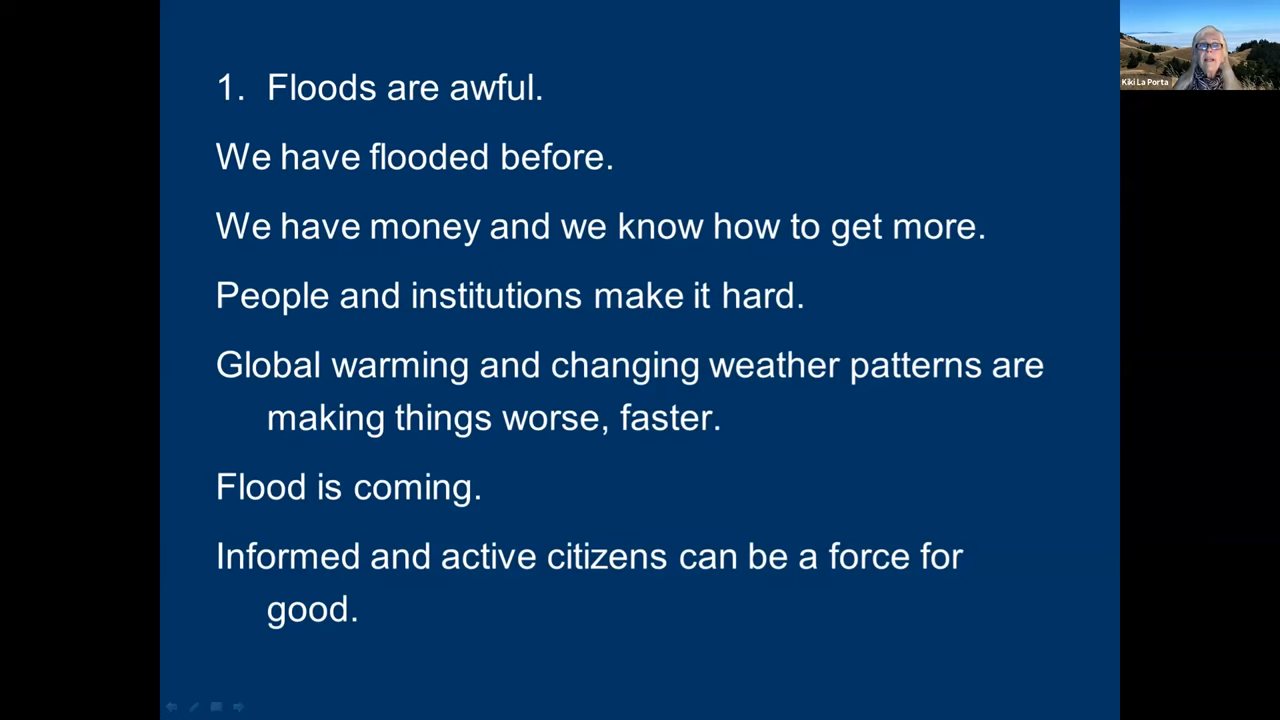 1. Floods are awful.
We have flooded before.
We have money and we know how to get more.
People and institutions make it hard.
Global warming and changing weather patterns are
making things worse, faster.
Flood is coming.
Informed and active citizens can be a force for
good.
Kiki La Porta